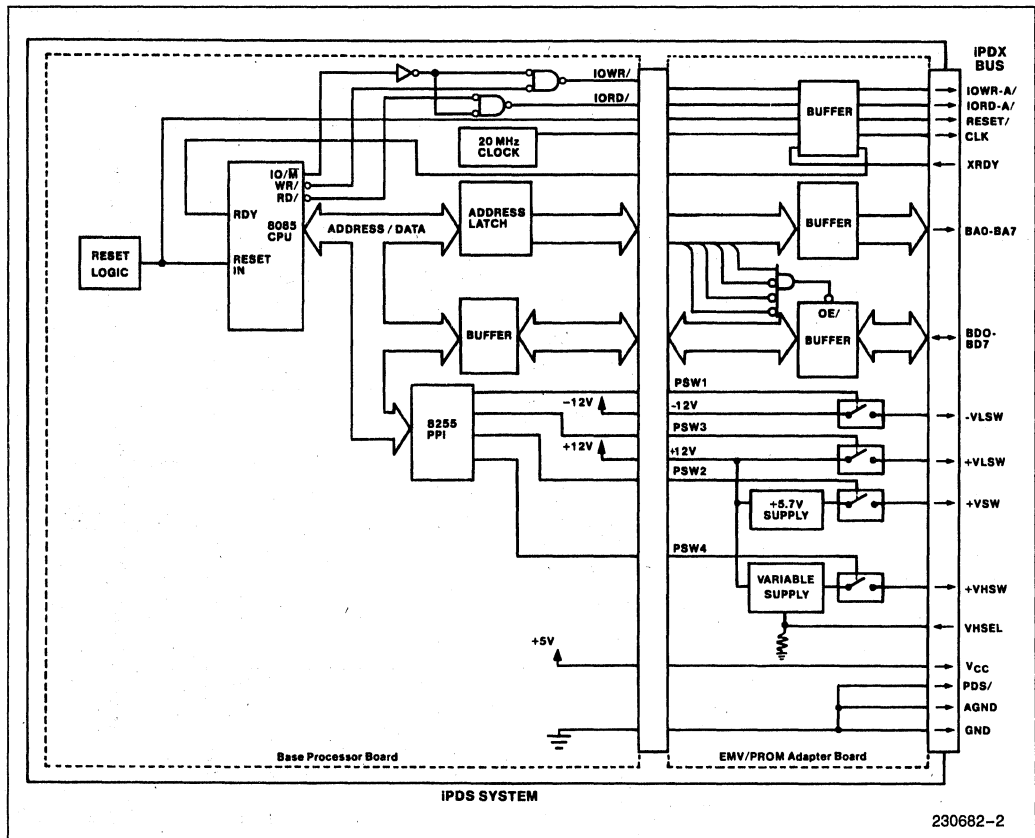 iPDX
BUS
IOWR/
IORD/
IOWR-A/
IORD-A/
RESET/
CLK
XRDY
BUFFER
20 MHz
CLOCK
IO/M̅
WR/
RD/
RDY
8085
CPU
RESET
IN
RESET
LOGIC
ADDRESS / DATA
ADDRESS
LATCH
BUFFER
BA0-BA7
BUFFER
OE/
BUFFER
BDO-
BD7
8255
PPI
PSW1
-12V
-12V
-VLSW
PSW3
+12V
+12V
+VLSW
PSW2
+5.7V
SUPPLY
+VSW
PSW4
VARIABLE
SUPPLY
+VHSW
VHSEL
+5V
VCC
PDS/
AGND
GND
Base Processor Board
EMV/PROM Adapter Board
iPDS SYSTEM
230682-2